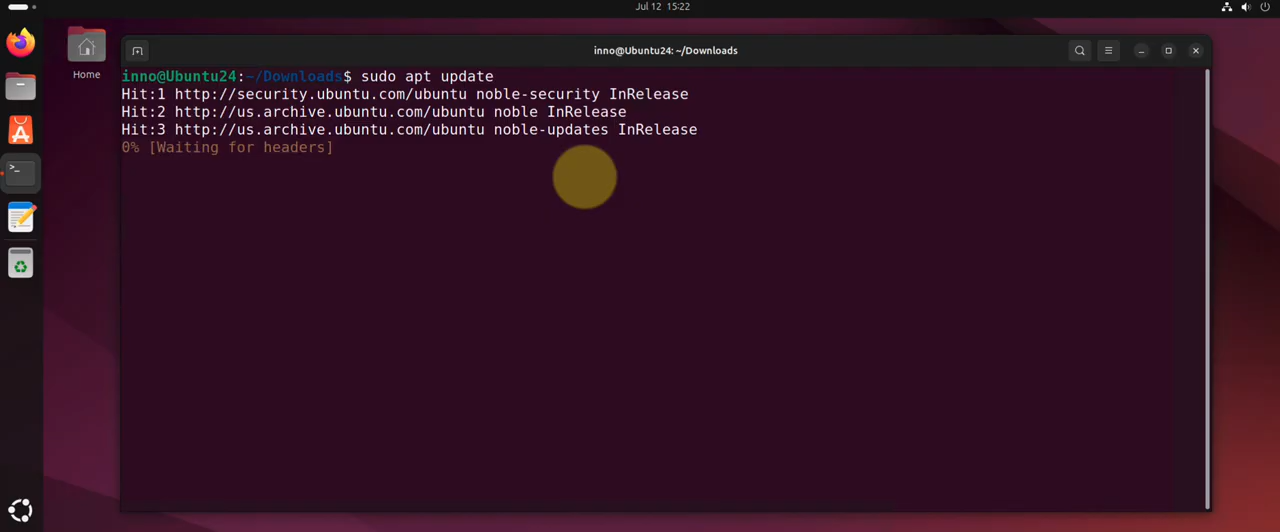 Jul 12 15:22
Home
inno@Ubuntu24: ~/Downloads
inno@Ubuntu24:~/Downloads$ sudo apt update
Hit:1 http://security.ubuntu.com/ubuntu noble-security InRelease
Hit:2 http://us.archive.ubuntu.com/ubuntu noble InRelease
Hit:3 http://us.archive.ubuntu.com/ubuntu noble-updates InRelease
0% [Waiting for headers]